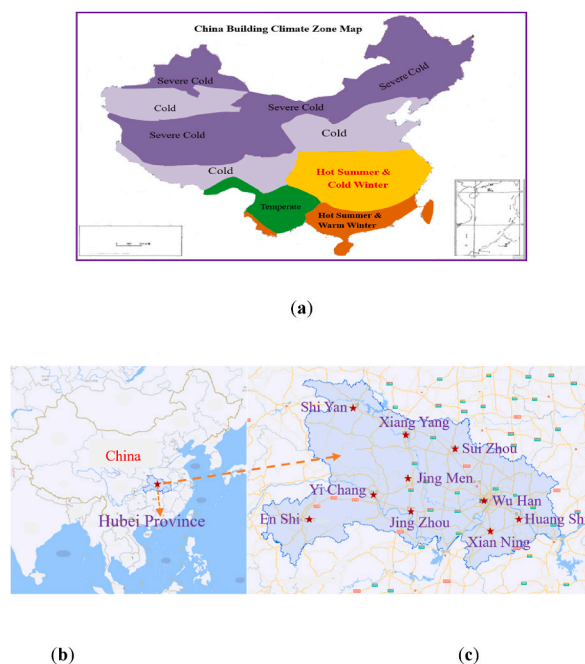 China Building Climate Zone Map
Severe Cold
Severe Cold
Cold
Severe Cold
Cold
Severe Cold
Cold
Hot Summer &
Cold Winter
Temperate
Hot Summer &
Warm Winter
(a)
China
Hubei Province
Shi Yan
Xiang Yang
Sui Zhou
Jing Men
Yi Chang
Wu Han
En Shi
Jing Zhou
Huang Shi
Xian Ning
(b)
(c)